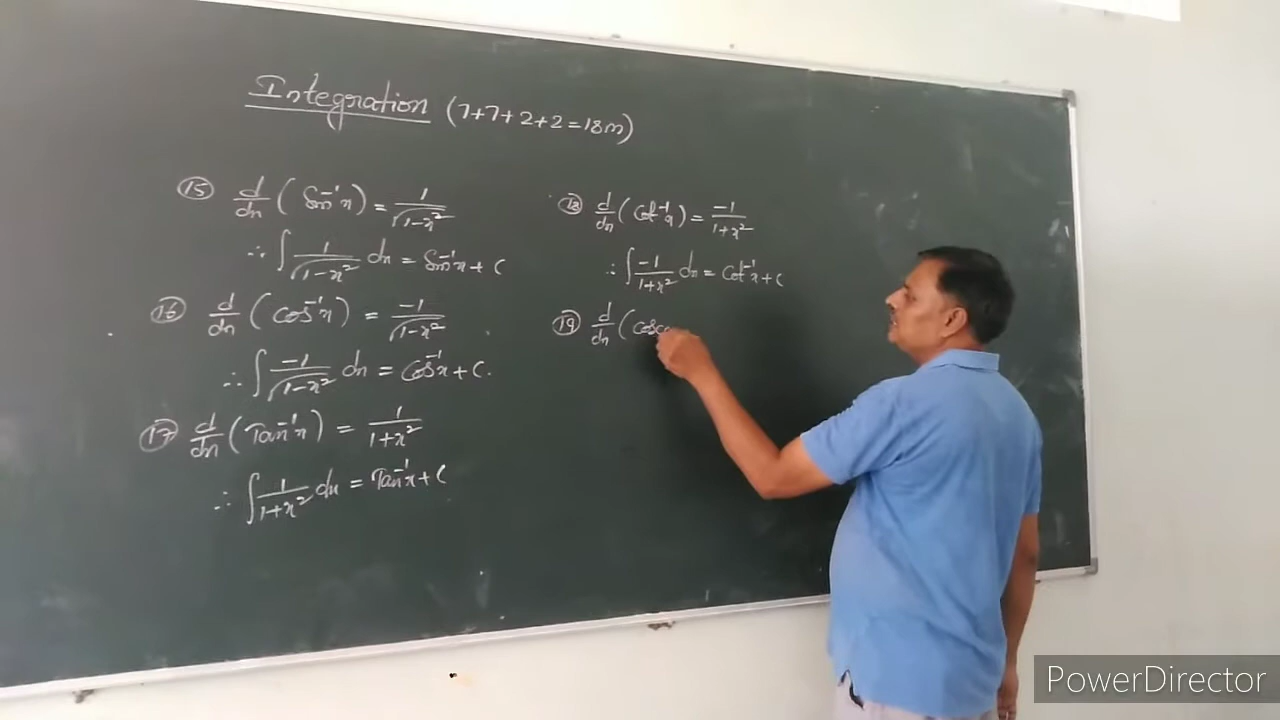 Integration (7+7+2+2=18m)
(15) d/dx (Sin⁻¹x) = 1/√1-x²
∴ ∫ 1/√1-x² dx = Sin⁻¹x + C
(16) d/dx (Cos⁻¹x) = -1/√1-x²
∴ ∫ -1/√1-x² dx = Cos⁻¹x + C.
(17) d/dx (Tan⁻¹x) = 1/1+x²
∴ ∫ 1/1+x² dx = Tan⁻¹x + C
(18) d/dx (Cot⁻¹x) = -1/1+x²
∴ ∫ -1/1+x² dx = Cot⁻¹x + C
(19) d/dx (Cosec
PowerDirector